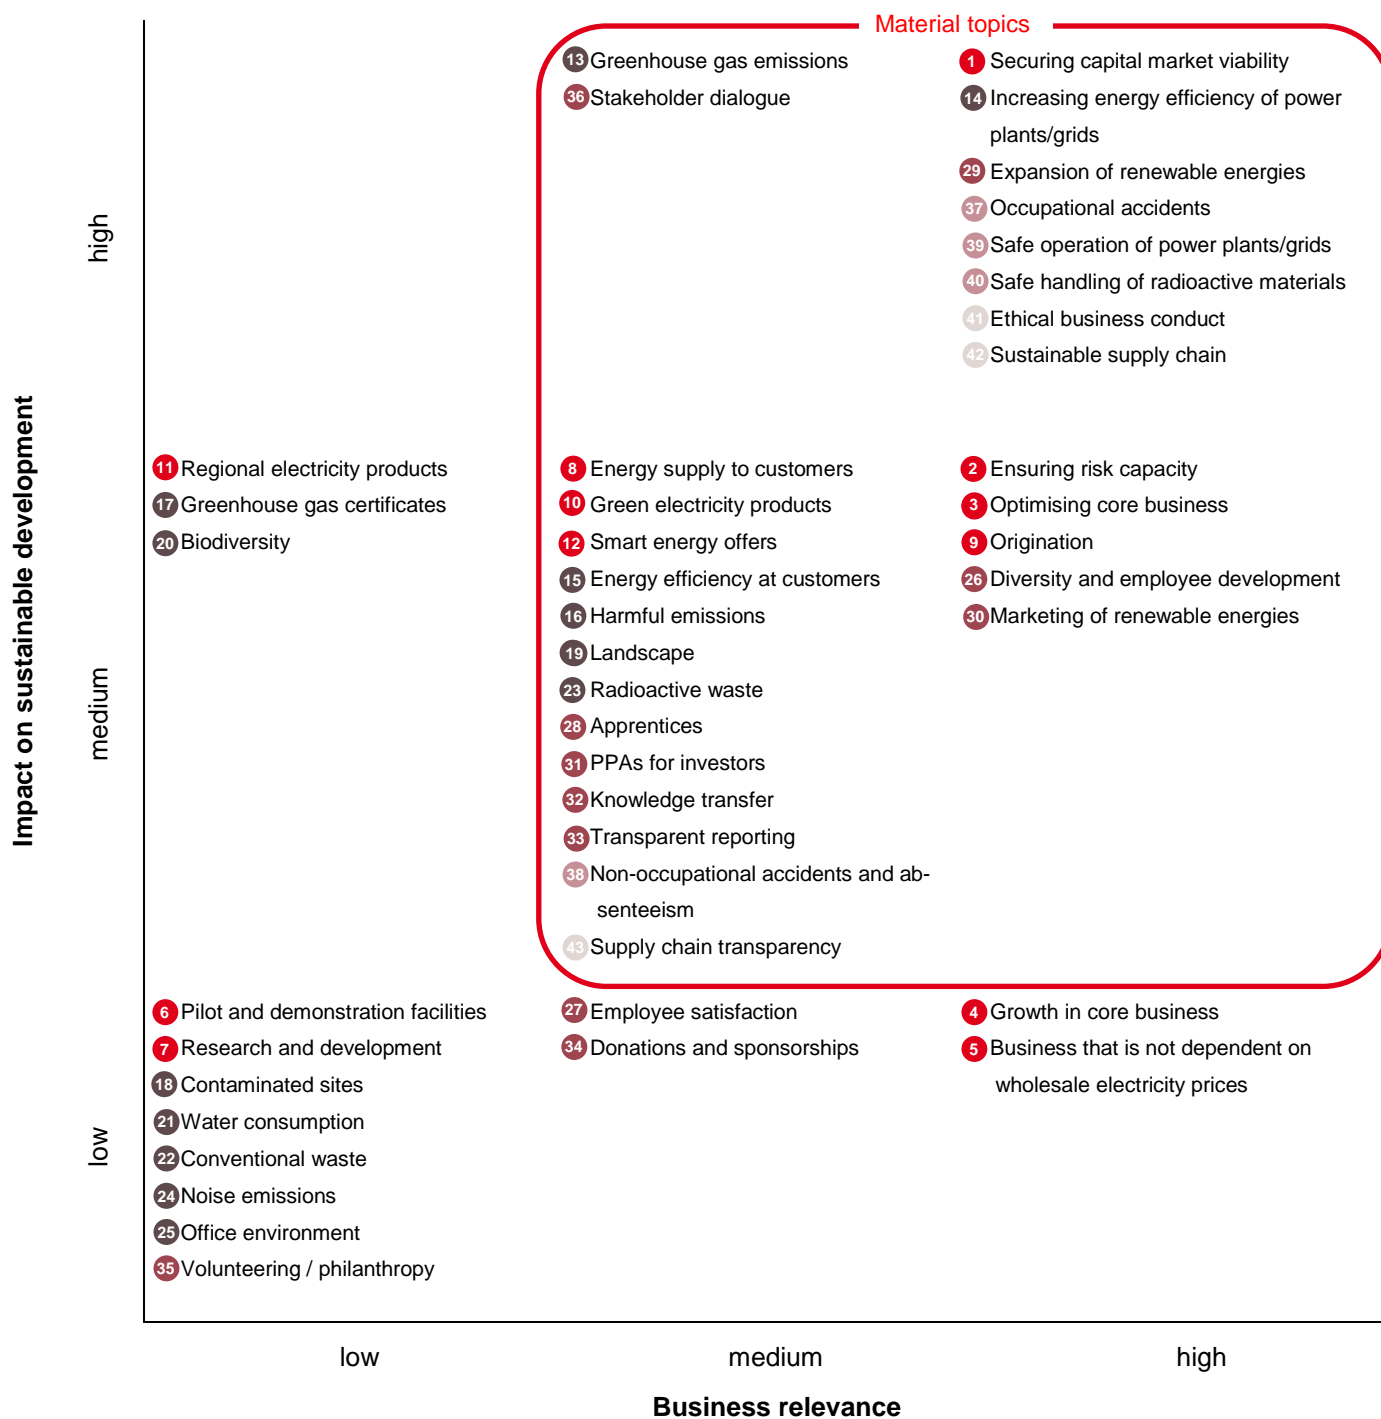 Material topics
13 Greenhouse gas emissions
36 Stakeholder dialogue
1 Securing capital market viability
14 Increasing energy efficiency of power
plants/grids
29 Expansion of renewable energies
37 Occupational accidents
39 Safe operation of power plants/grids
40 Safe handling of radioactive materials
41 Ethical business conduct
42 Sustainable supply chain
high
Impact on sustainable development
11 Regional electricity products
17 Greenhouse gas certificates
20 Biodiversity
8 Energy supply to customers
10 Green electricity products
12 Smart energy offers
15 Energy efficiency at customers
16 Harmful emissions
19 Landscape
23 Radioactive waste
28 Apprentices
31 PPAs for investors
32 Knowledge transfer
33 Transparent reporting
38 Non-occupational accidents and ab-
senteeism
43 Supply chain transparency
2 Ensuring risk capacity
3 Optimising core business
9 Origination
26 Diversity and employee development
30 Marketing of renewable energies
medium
6 Pilot and demonstration facilities
7 Research and development
18 Contaminated sites
21 Water consumption
22 Conventional waste
24 Noise emissions
25 Office environment
35 Volunteering / philanthropy
27 Employee satisfaction
34 Donations and sponsorships
4 Growth in core business
5 Business that is not dependent on
wholesale electricity prices
low
low
medium
high
Business relevance